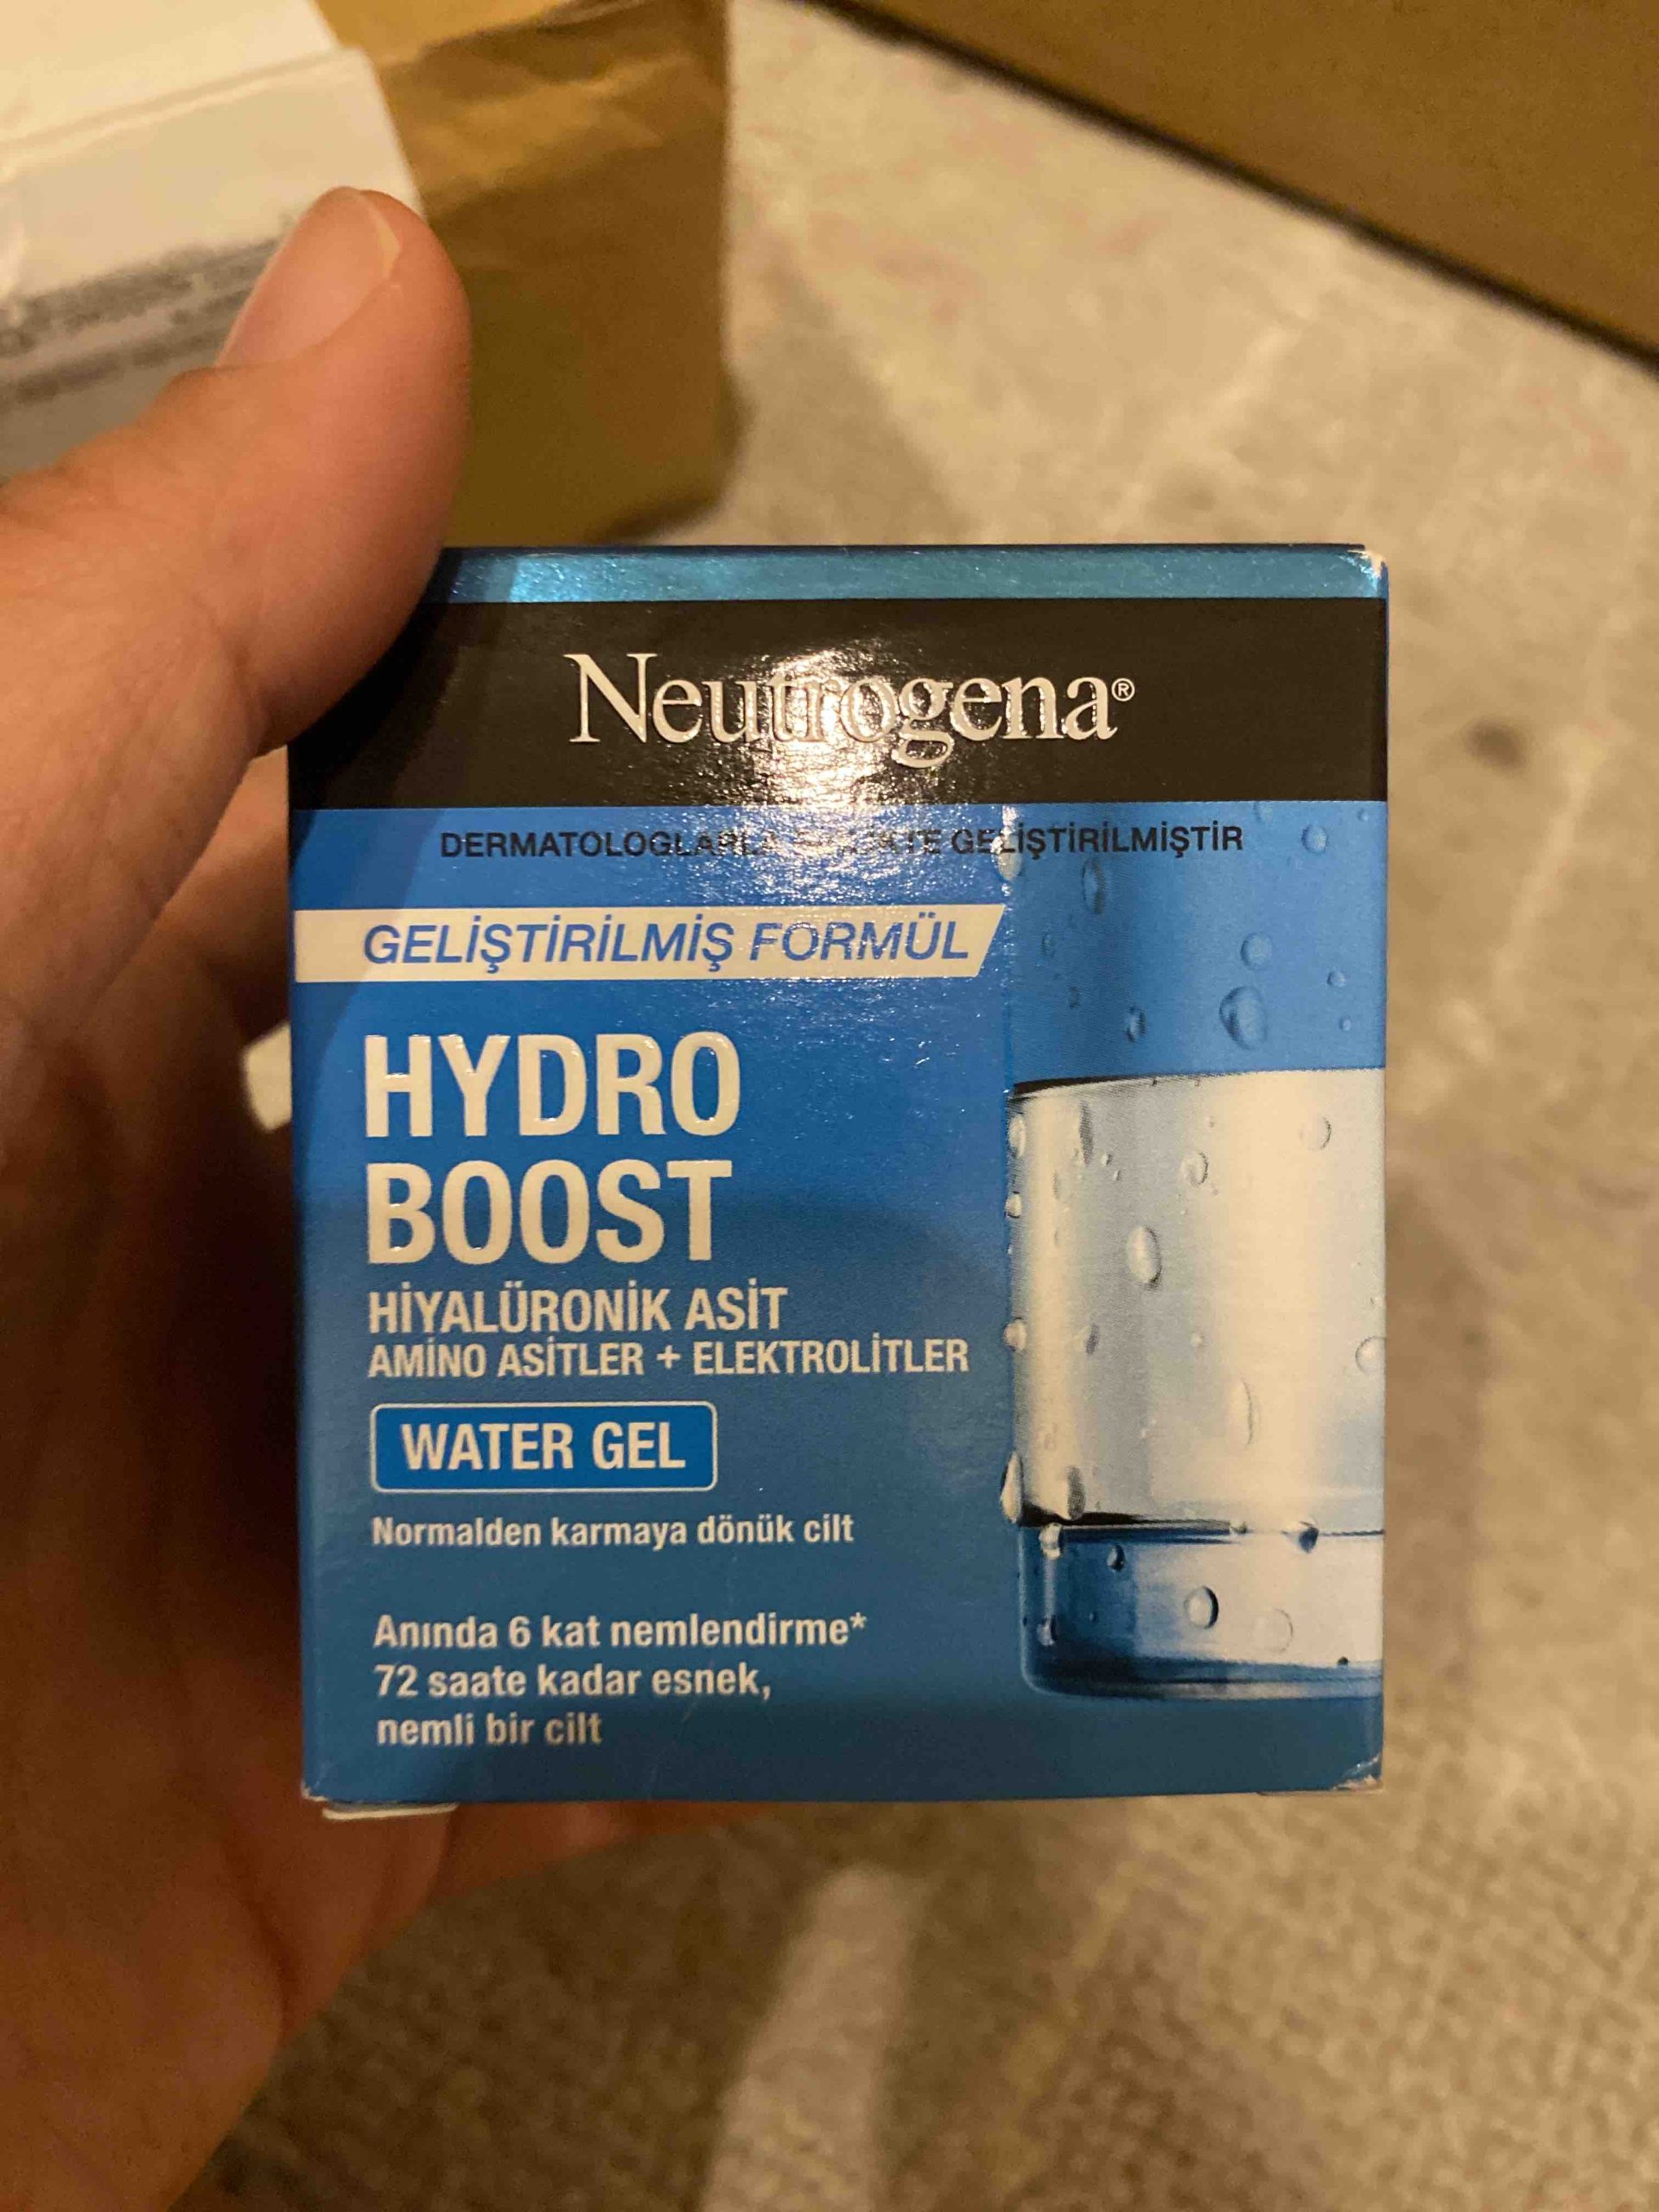 Neutrogena®
DERMATOLOGLARLA GELİŞTİRİLMİŞTİR
GELİŞTİRİLMİŞ FORMÜL
HYDRO
BOOST
HİYALÜRONİK ASİT
AMİNO ASİTLER + ELEKTROLİTLER
WATER GEL
Normalden karmaya dönük cilt
Anında 6 kat nemlendirme*
72 saate kadar esnek,
nemli bir cilt